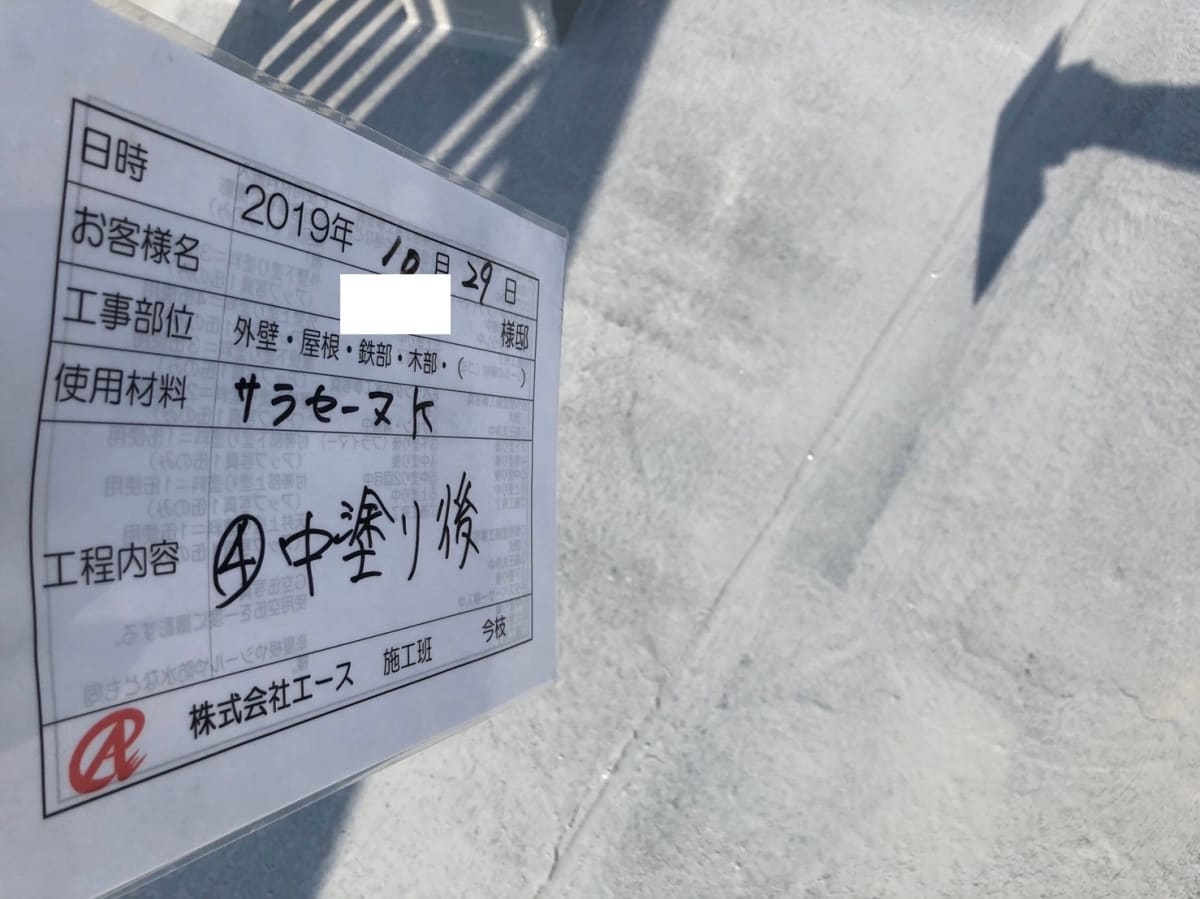 日時 2019年 10月 29日
お客様名 様邸
工事部位 外壁・屋根・鉄部・木部・( )
使用材料 サラセーヌK
工程内容 ④中塗り後
株式会社エース 施工班 今枝